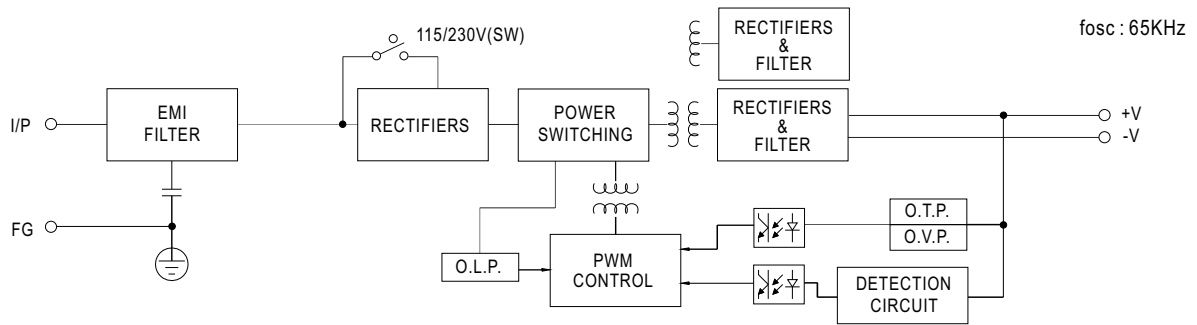 115/230V(SW)
RECTIFIERS
&
FILTER
fosc : 65KHz
I/P
EMI
FILTER
RECTIFIERS
POWER
SWITCHING
RECTIFIERS
&
FILTER
+V
-V
FG
O.L.P.
PWM
CONTROL
O.T.P.
O.V.P.
DETECTION
CIRCUIT